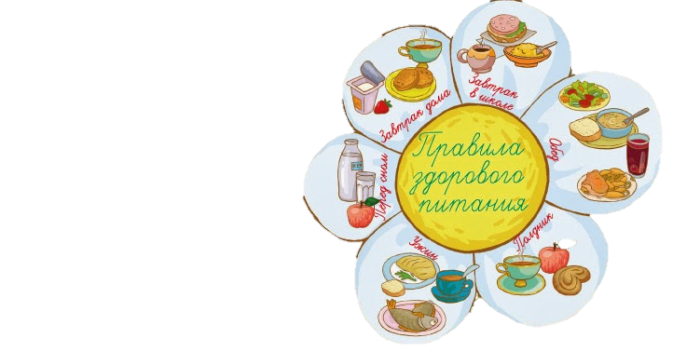 Правила
здорового
питания
Завтрак дома
Завтрак
в школе
Обед
Полдник
Ужин
Перед сном